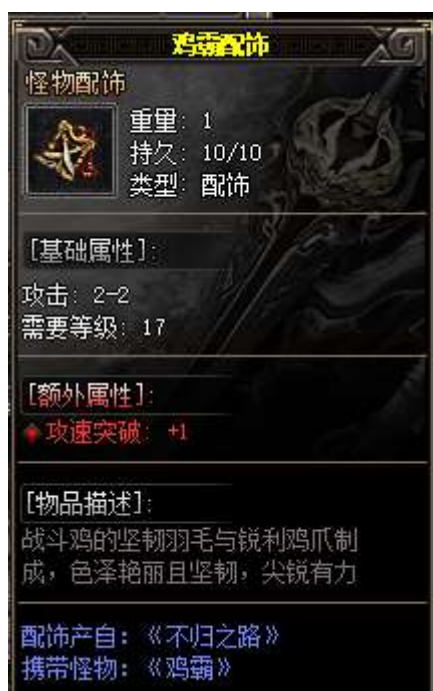 鸡霸配饰
怪物配饰
重量: 1
持久: 10/10
类型: 配饰
[基础属性]:
攻击: 2-2
需要等级: 17
[额外属性]:
攻速突破: +1
[物品描述]:
战斗鸡的坚韧羽毛与锐利鸡爪制
成，色泽艳丽且坚韧，尖锐有力
配饰产自: 《不归之路》
携带怪物: 《鸡霸》